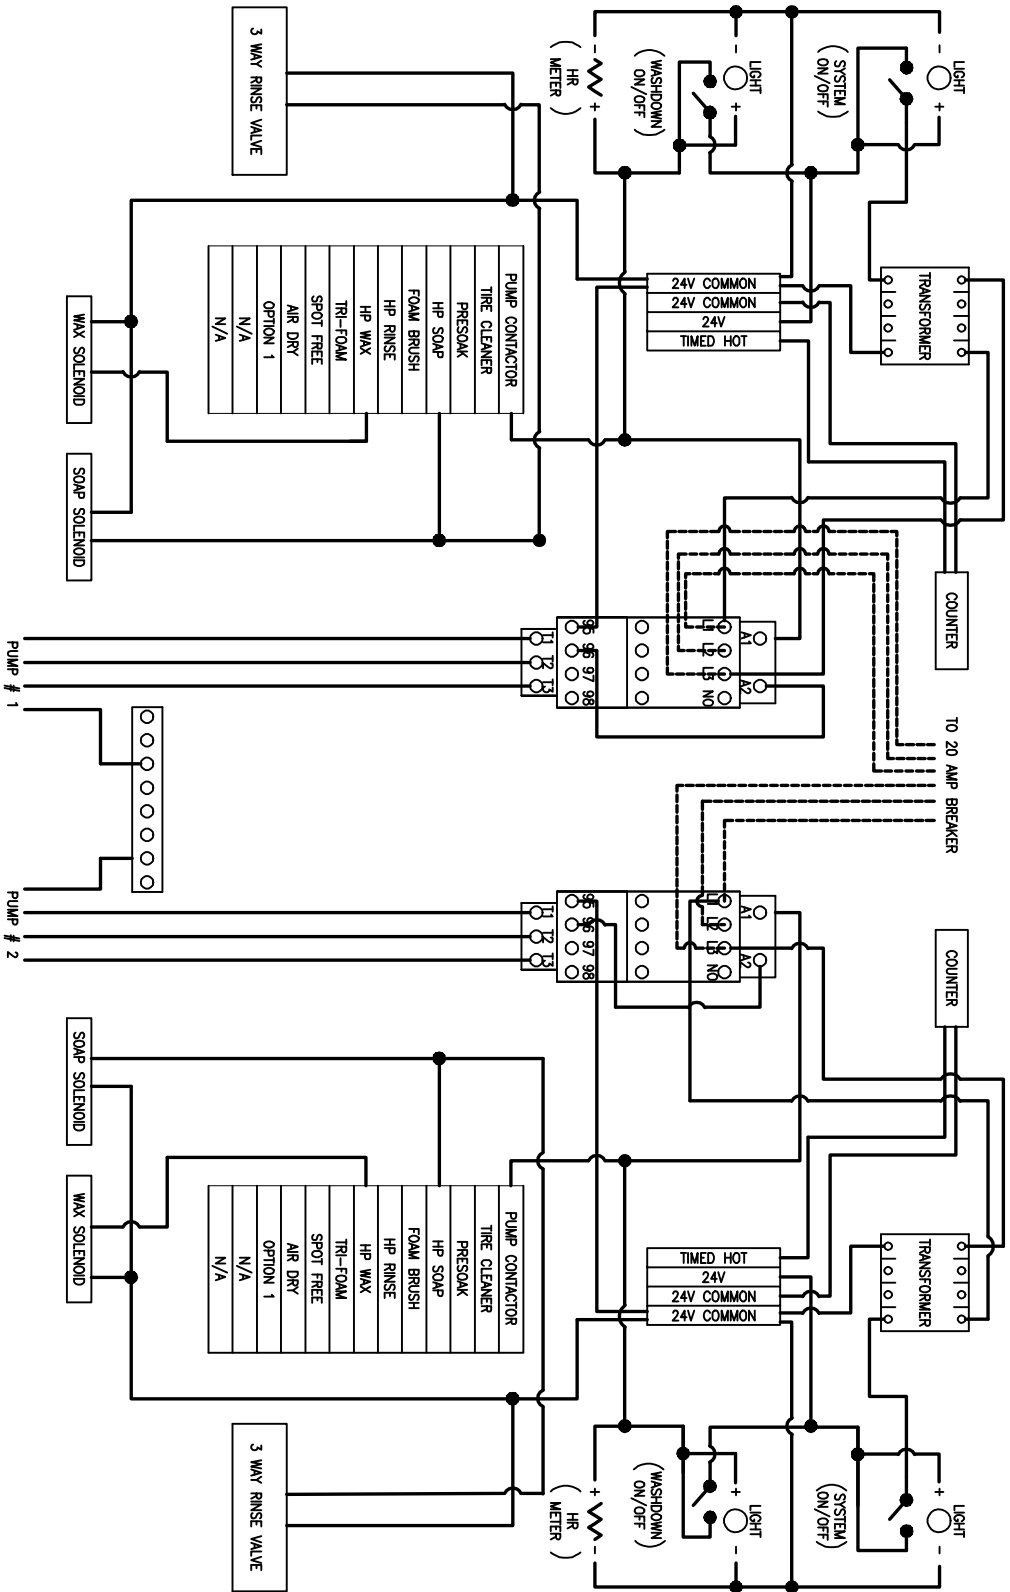 3 WAY RINSE VALVE
(HR
METER)
(WASHDOWN
ON/OFF)
LIGHT
- +
(SYSTEM
ON/OFF)
LIGHT
- +
TRANSFORMER
24V COMMON
24V COMMON
24V
TIMED HOT
PUMP CONTACTOR
TIRE CLEANER
PRESOAK
HP SOAP
FOAM BRUSH
HP RINSE
HP WAX
TRI-FOAM
SPOT FREE
AIR DRY
OPTION 1
N/A
N/A
WAX SOLENOID
SOAP SOLENOID
COUNTER
A1
A2
L1
L2
L3
NO
95
96
97
98
T1
T2
T3
PUMP # 1
TO 20 AMP BREAKER
PUMP # 2
A1
A2
L1
L2
L3
NO
95
96
97
98
T1
T2
T3
COUNTER
SOAP SOLENOID
WAX SOLENOID
PUMP CONTACTOR
TIRE CLEANER
PRESOAK
HP SOAP
FOAM BRUSH
HP RINSE
HP WAX
TRI-FOAM
SPOT FREE
AIR DRY
OPTION 1
N/A
N/A
TIMED HOT
24V
24V COMMON
24V COMMON
TRANSFORMER
3 WAY RINSE VALVE
+ -
(HR
METER)
(WASHDOWN
ON/OFF)
+ -
LIGHT
(SYSTEM
ON/OFF)
+ -
LIGHT